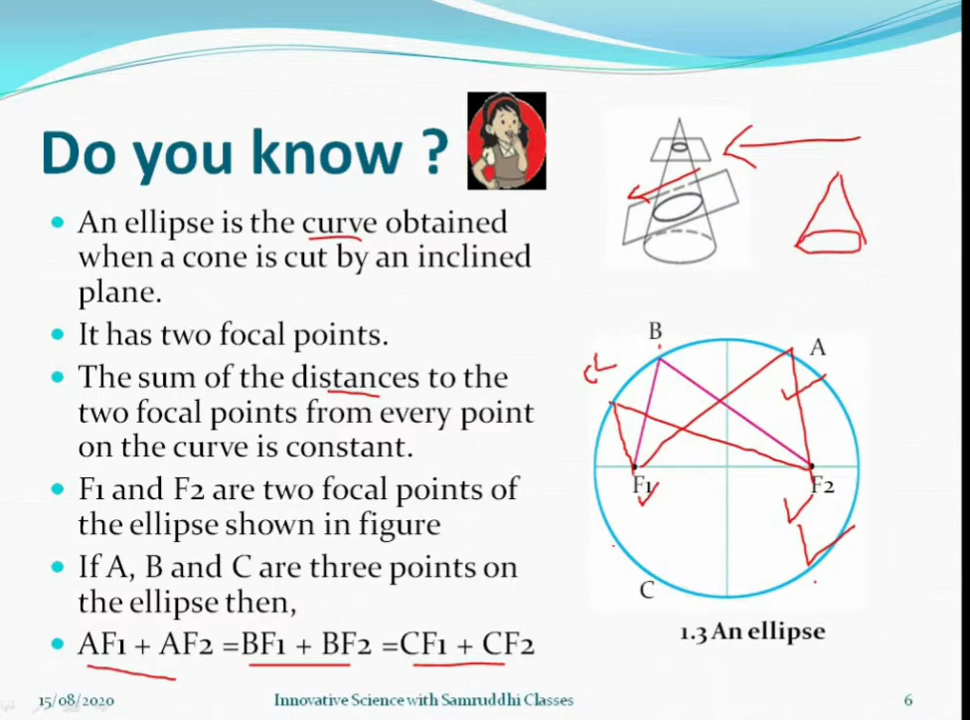 Do you know ?
• An ellipse is the curve obtained
when a cone is cut by an inclined
plane.
• It has two focal points.
• The sum of the distances to the
two focal points from every point
on the curve is constant.
• F1 and F2 are two focal points of
the ellipse shown in figure
• If A, B and C are three points on
the ellipse then,
• AF1 + AF2 =BF1 + BF2 =CF1 + CF2
B
A
F1
F2
C
1.3 An ellipse
15/08/2020
Innovative Science with Samruddhi Classes
6